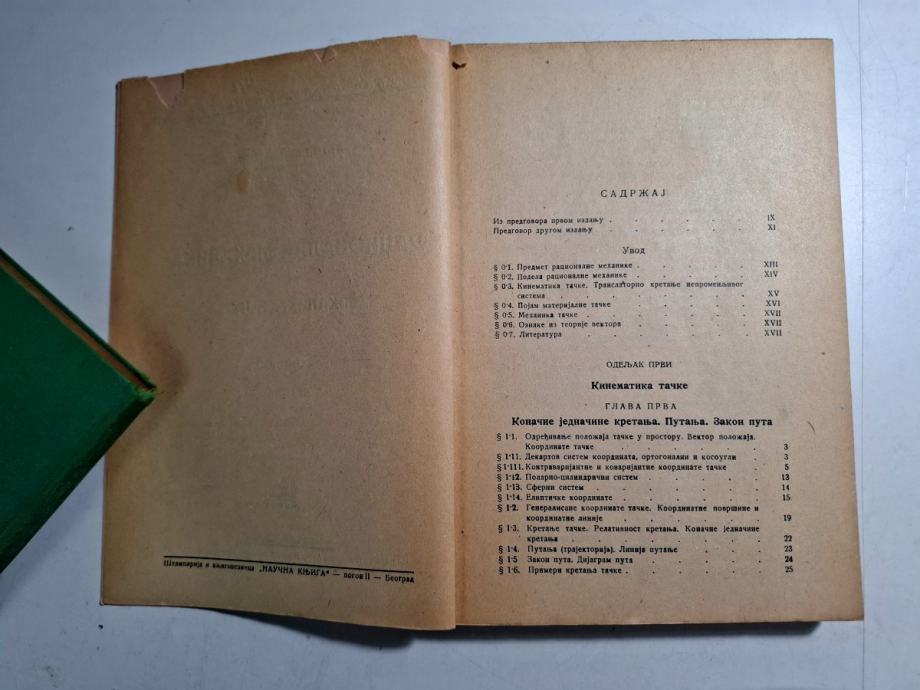 Штампарија и књиговезница „НАУЧНА КЊИГА" — погон II — Београд
САДРЖАЈ
Из предговора првом издању . . . . . . . IX
Предговор другом издању . . . . . . . XI
Увод
§ 0·1. Предмет рационалне механике . . . . . . XIII
§ 0·2. Подела рационалне механике . . . . . . XIV
§ 0·3. Кинематика тачке. Транслаторно кретање непроменљивог
система . . . . . . . . XV
§ 0·4. Појам материјалне тачке . . . . . . XVI
§ 0·5. Механика тачке . . . . . . . XVII
§ 0·6. Ознаке из теорије вектора . . . . . . XVII
§ 0·7. Литература . . . . . . . . XVII
ОДЕЉАК ПРВИ
Кинематика тачке
ГЛАВА ПРВА
Коначне једначине кретања. Путања. Закон пута
§ 1·1. Одређивање положаја тачке у простору. Вектор положаја.
Координате тачке . . . . . . . 3
§ 1·11. Декартов систем координата, ортогонални и косоугли . . 3
§ 1·111. Контраваријантне и коваријантне координате тачке . . 5
§ 1·12. Поларно-цилиндрични систем . . . . . 13
§ 1·13. Сферни систем . . . . . . . 14
§ 1·14. Елиптичке координате . . . . . . 15
§ 1·2. Генералисане координате тачке. Координатне површине и
координатне линије . . . . . . . 19
§ 1·3. Кретање тачке. Релативност кретања. Коначне једначине
кретања . . . . . . . . 22
§ 1·4. Путања (трајекторија). Линија путање . . . . 23
§ 1·5 Закон пута. Дијаграм пута . . . . . 24
§ 1·6. Примери кретања тачке . . . . . . 25